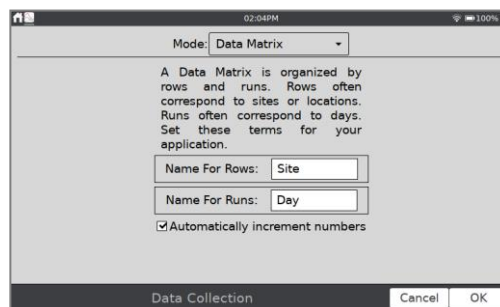 02:04PM
100%
Mode: Data Matrix
A Data Matrix is organized by
rows and runs. Rows often
correspond to sites or locations.
Runs often correspond to days.
Set these terms for your
application.
Name For Rows: Site
Name For Runs: Day
Automatically increment numbers
Data Collection Cancel OK